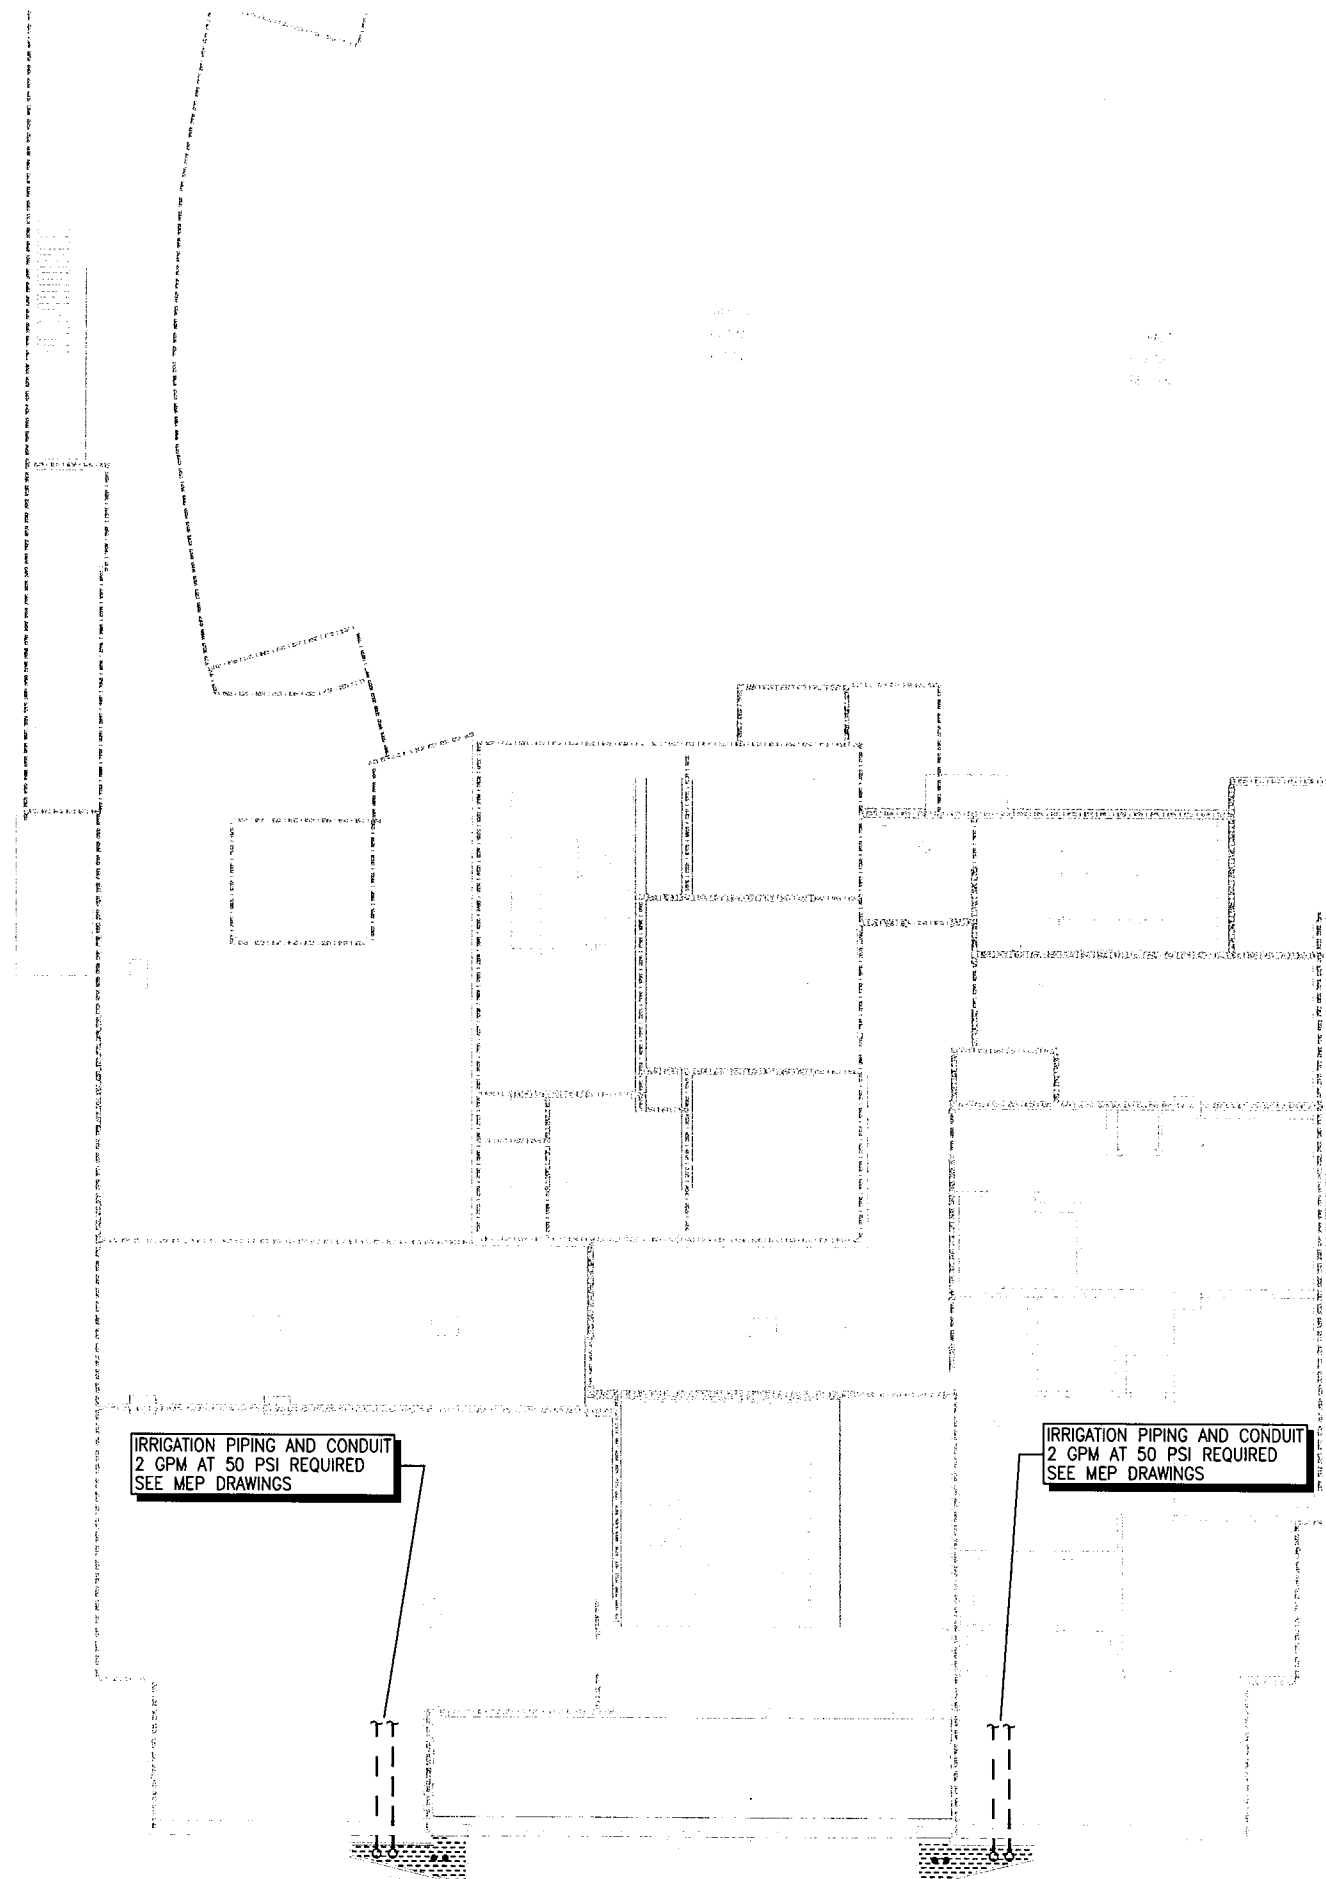 IRRIGATION PIPING AND CONDUIT
2 GPM AT 50 PSI REQUIRED
SEE MEP DRAWINGS
IRRIGATION PIPING AND CONDUIT
2 GPM AT 50 PSI REQUIRED
SEE MEP DRAWINGS